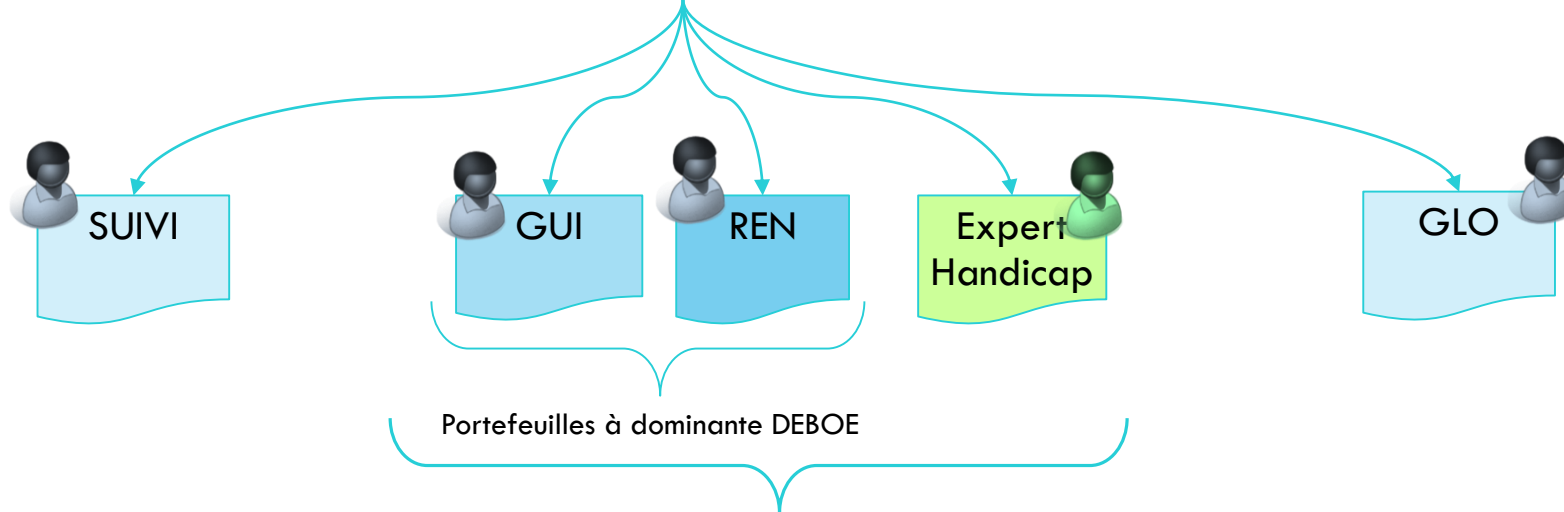 SUIVI
GUI
REN
Expert
Handicap
GLO
Portefeuilles à dominante DEBOE